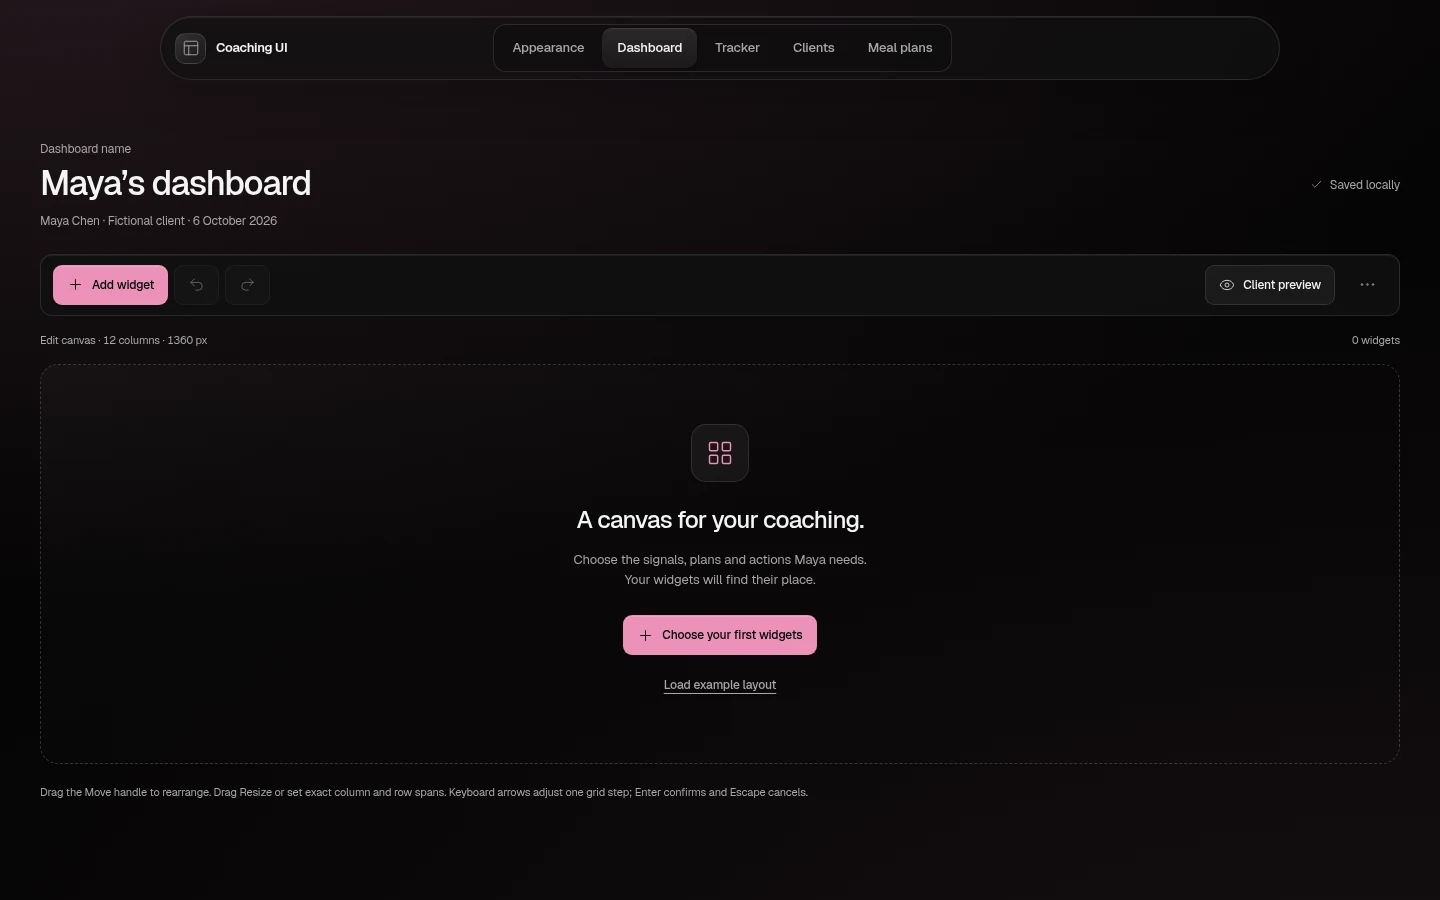 Coaching UI
Appearance
Dashboard
Tracker
Clients
Meal plans
Dashboard name
Maya’s dashboard
Maya Chen · Fictional client · 6 October 2026
Saved locally
Add widget
Client preview
Edit canvas · 12 columns · 1360 px
0 widgets
A canvas for your coaching.
Choose the signals, plans and actions Maya needs.
Your widgets will find their place.
Choose your first widgets
Load example layout
Drag the Move handle to rearrange. Drag Resize or set exact column and row spans. Keyboard arrows adjust one grid step; Enter confirms and Escape cancels.